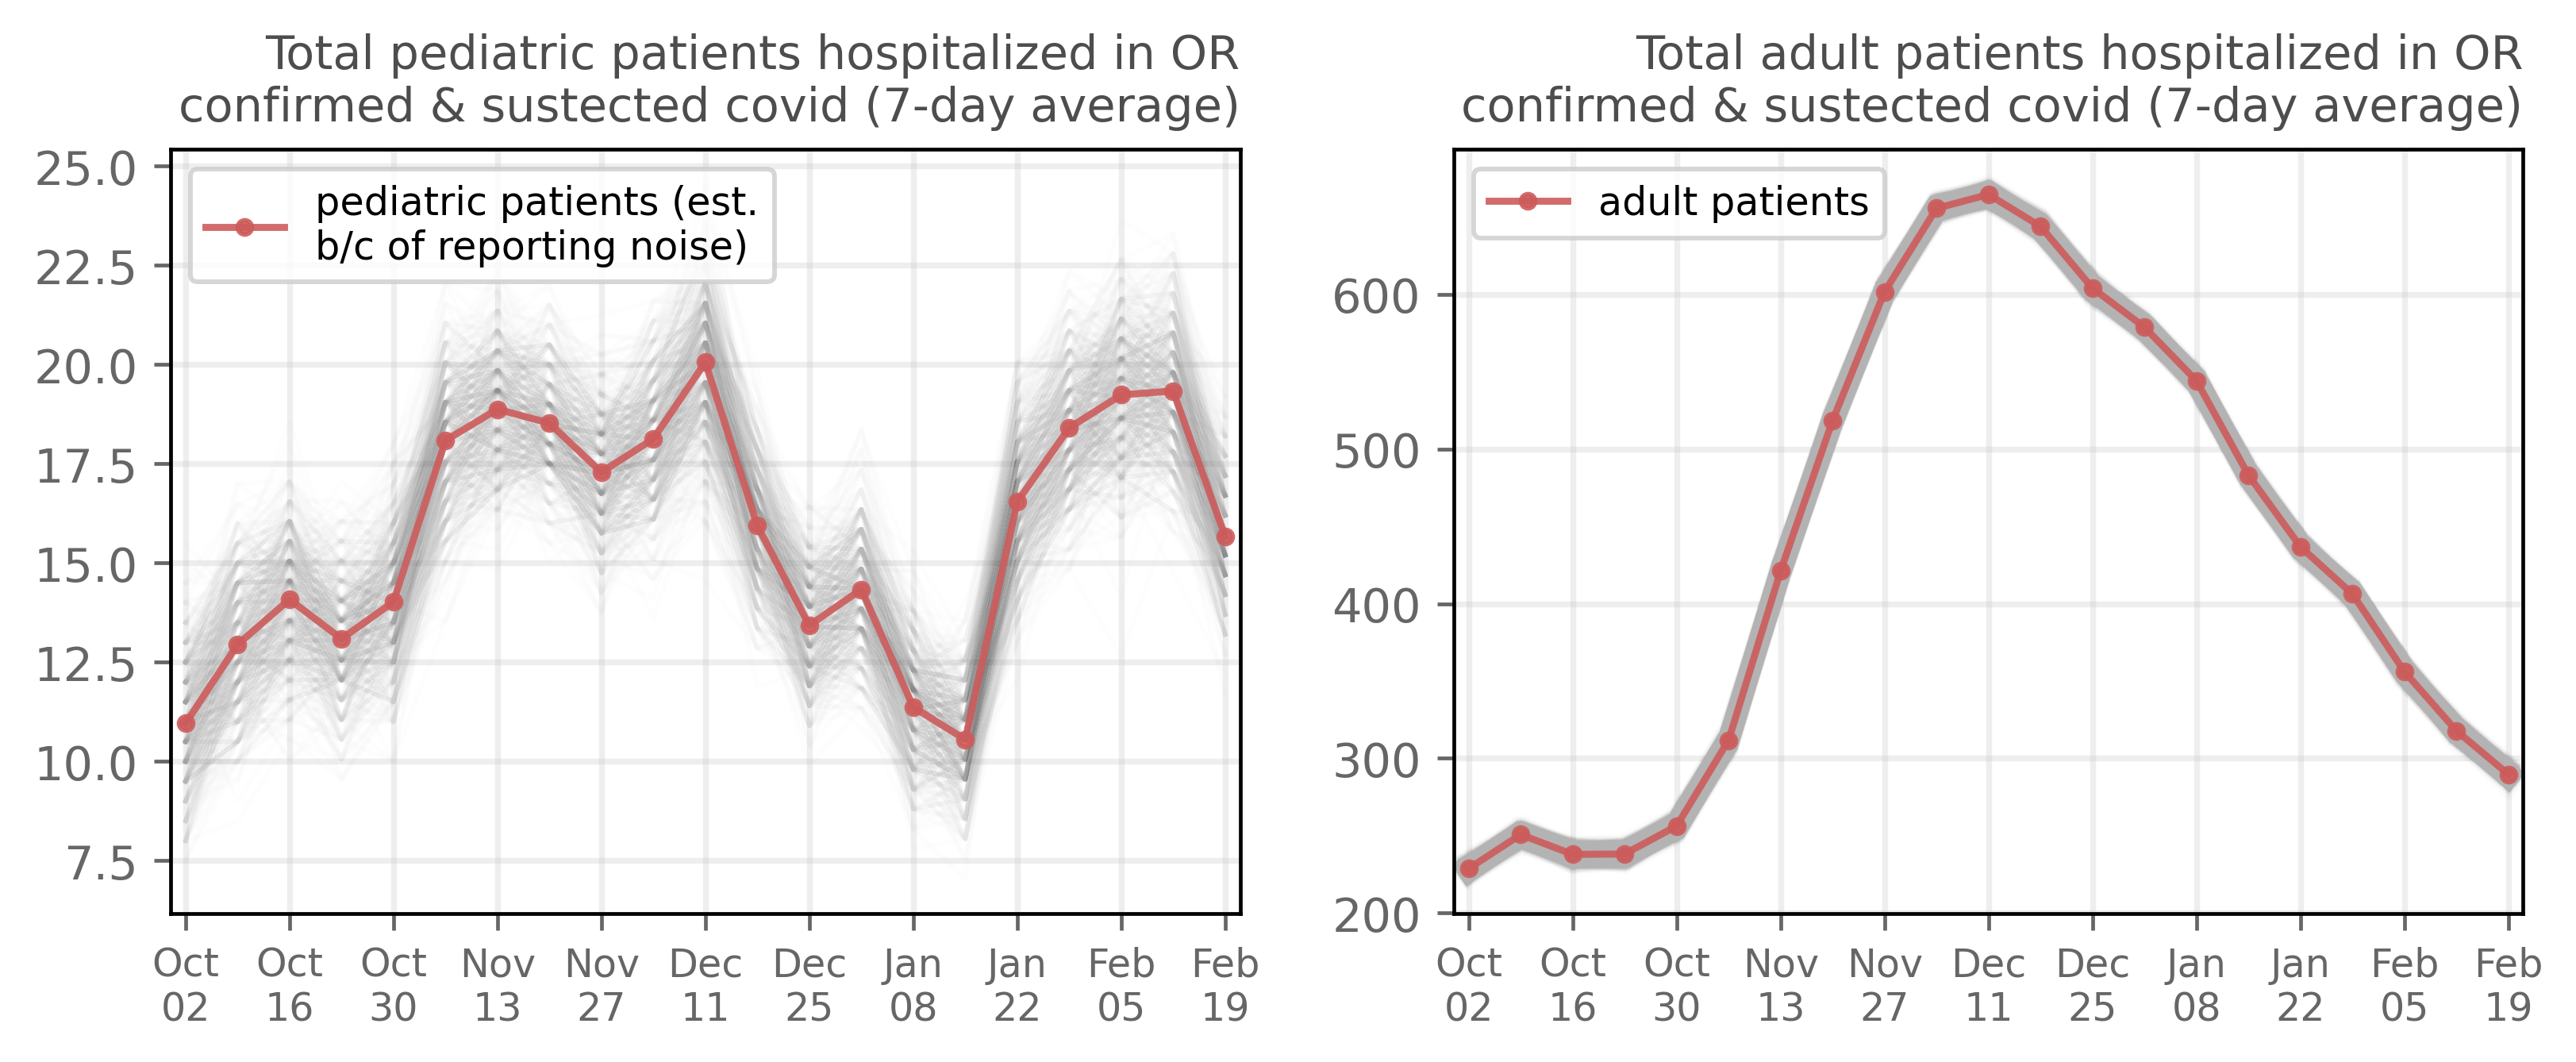 Total pediatric patients hospitalized in OR
confirmed & sustected covid (7-day average)
25.0
22.5
20.0
17.5
15.0
12.5
10.0
7.5
pediatric patients (est.
b/c of reporting noise)
Oct Oct Oct Nov Nov Dec Dec Jan Jan Feb Feb
02 16 30 13 27 11 25 08 22 05 19
Total adult patients hospitalized in OR
confirmed & sustected covid (7-day average)
600
500
400
300
200
adult patients
Oct Oct Oct Nov Nov Dec Dec Jan Jan Feb Feb
02 16 30 13 27 11 25 08 22 05 19